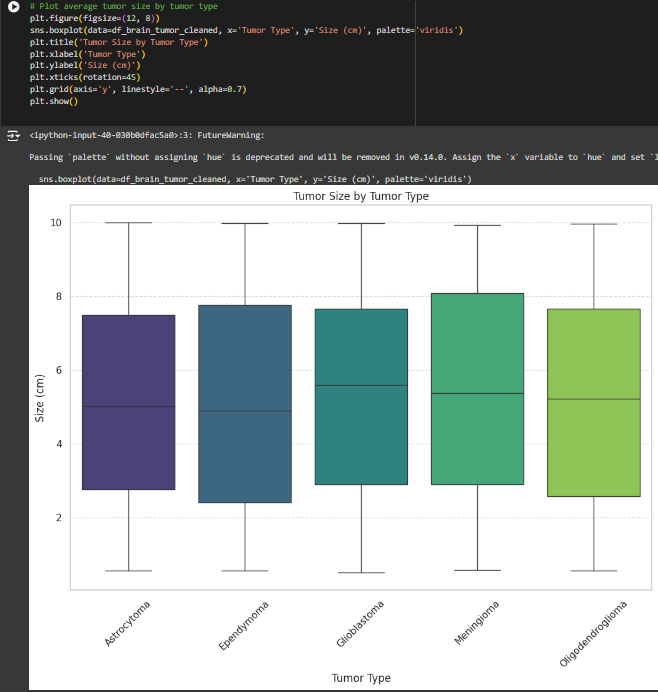 # Plot average tumor size by tumor type
plt.figure(figsize=(12, 8))
sns.boxplot(data=df_brain_tumor_cleaned, x='Tumor Type', y='Size (cm)', palette='viridis')
plt.title('Tumor Size by Tumor Type')
plt.xlabel('Tumor Type')
plt.ylabel('Size (cm)')
plt.xticks(rotation=45)
plt.grid(axis='y', linestyle='--', alpha=0.7)
plt.show()
<ipython-input-40-030b0dfac5a0>:3: FutureWarning:
Passing `palette` without assigning `hue` is deprecated and will be removed in v0.14.0. Assign the `x` variable to `hue` and set `l
sns.boxplot(data=df_brain_tumor_cleaned, x='Tumor Type', y='Size (cm)', palette='viridis')
Tumor Size by Tumor Type
10
8
6
4
2
Size (cm)
Astrocytoma
Ependymoma
Glioblastoma
Meningioma
Oligodendroglioma
Tumor Type